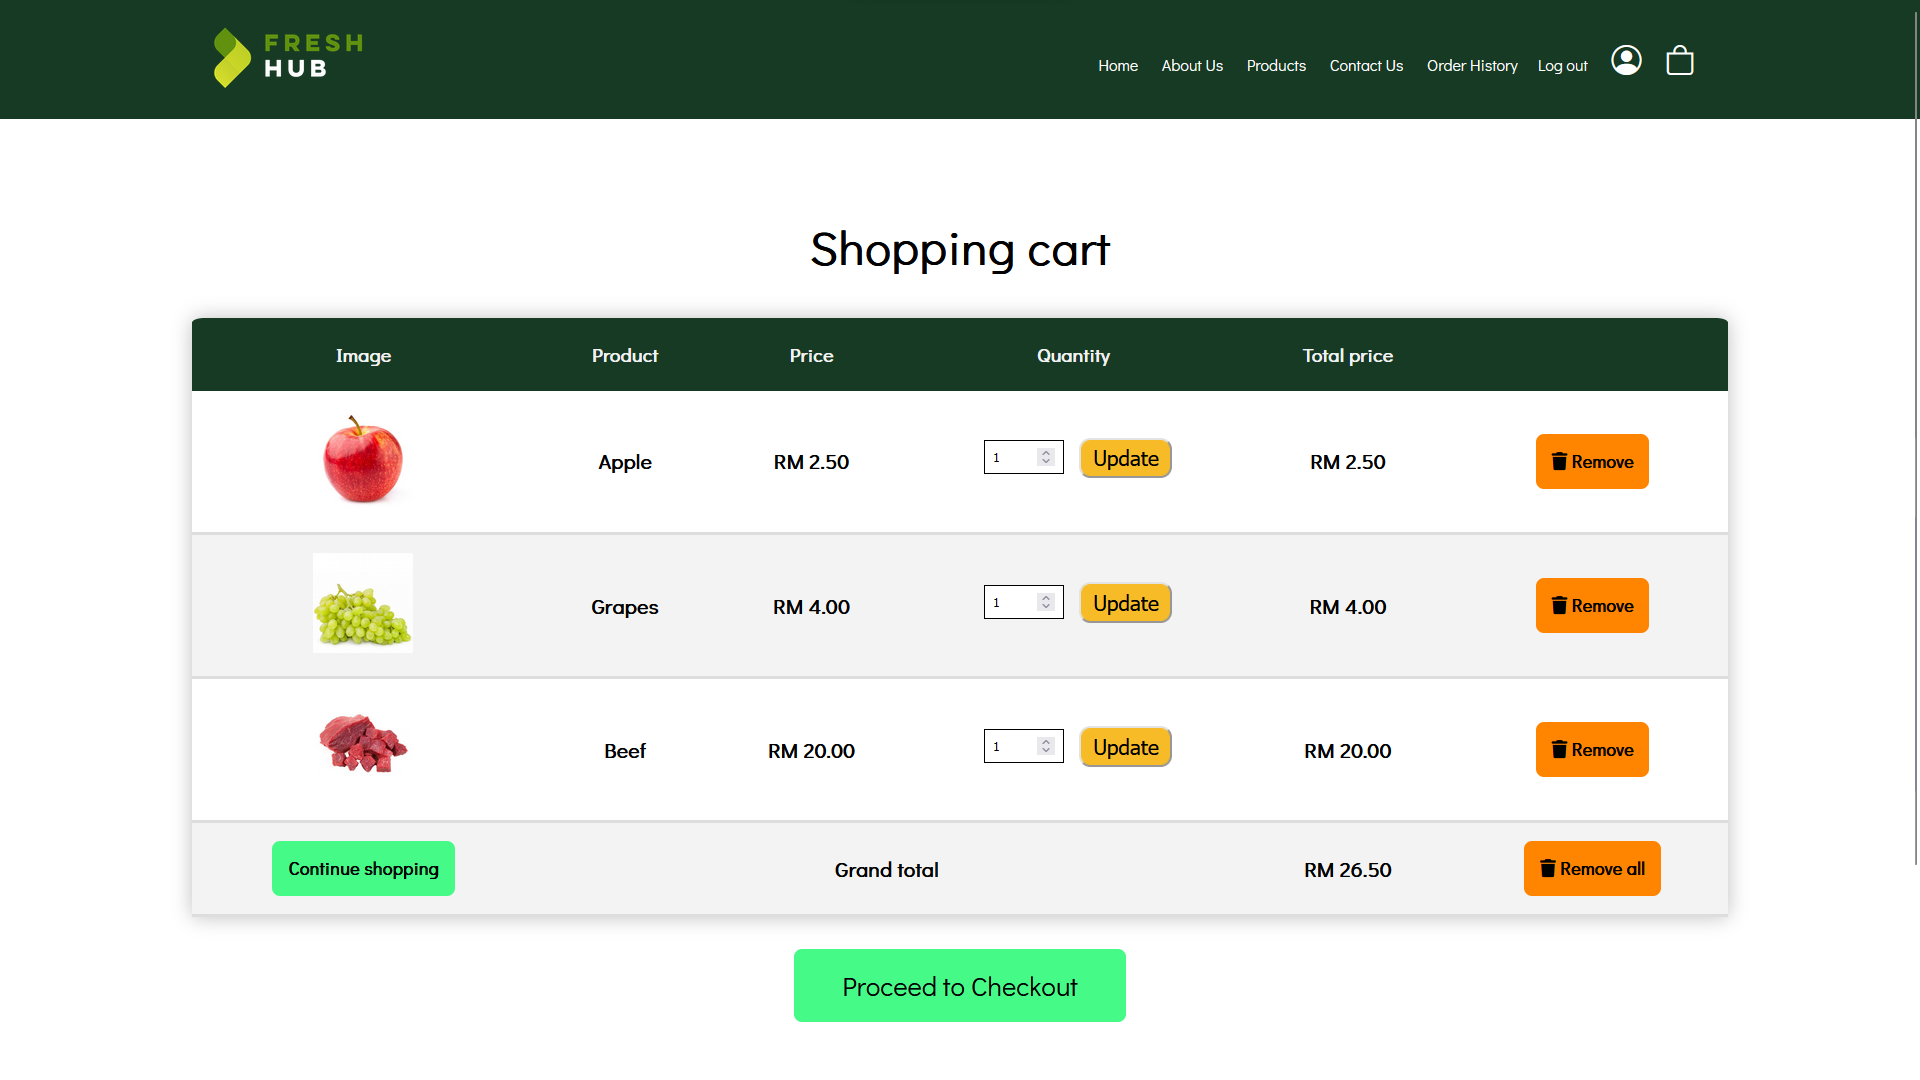 FRESH
HUB
Home About Us Products Contact Us Order History Log out
Shopping cart
Image Product Price Quantity Total price
Apple RM 2.50 1 Update RM 2.50 Remove
Grapes RM 4.00 1 Update RM 4.00 Remove
Beef RM 20.00 1 Update RM 20.00 Remove
Continue shopping Grand total RM 26.50 Remove all
Proceed to Checkout